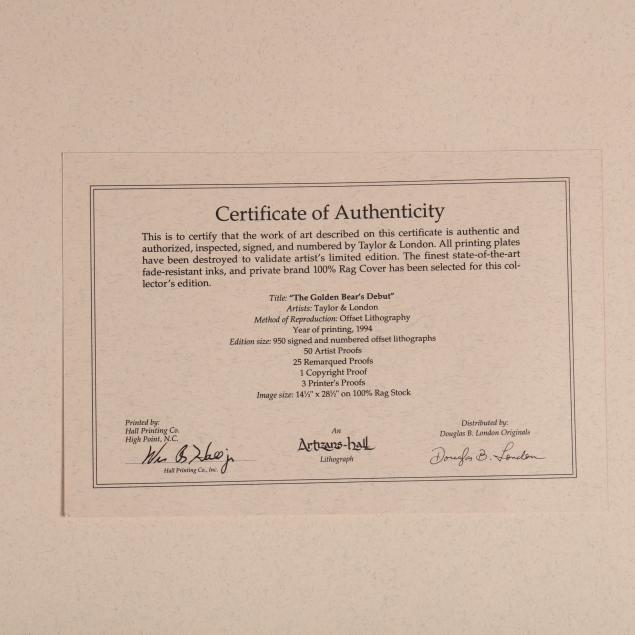 Certificate of Authenticity
This is to certify that the work of art described on this certificate is authentic and
authorized, inspected, signed, and numbered by Taylor & London. All printing plates
have been destroyed to validate artist's limited edition. The finest state-of-the-art
fade-resistant inks, and private brand 100% Rag Cover has been selected for this col-
lector's edition.
Title: "The Golden Bear's Debut"
Artists: Taylor & London
Method of Reproduction: Offset Lithography
Year of printing, 1994
Edition size: 950 signed and numbered offset lithographs
50 Artist Proofs
25 Remarqued Proofs
1 Copyright Proof
3 Printer's Proofs
Image size: 14½" x 28½" on 100% Rag Stock
Printed by:
Hall Printing Co.
High Point, N.C.
Wm B Hall Jr
Hall Printing Co., Inc.
An
Artizans-hall
Lithograph
Distributed by:
Douglas B. London Originals
Douglas B. London